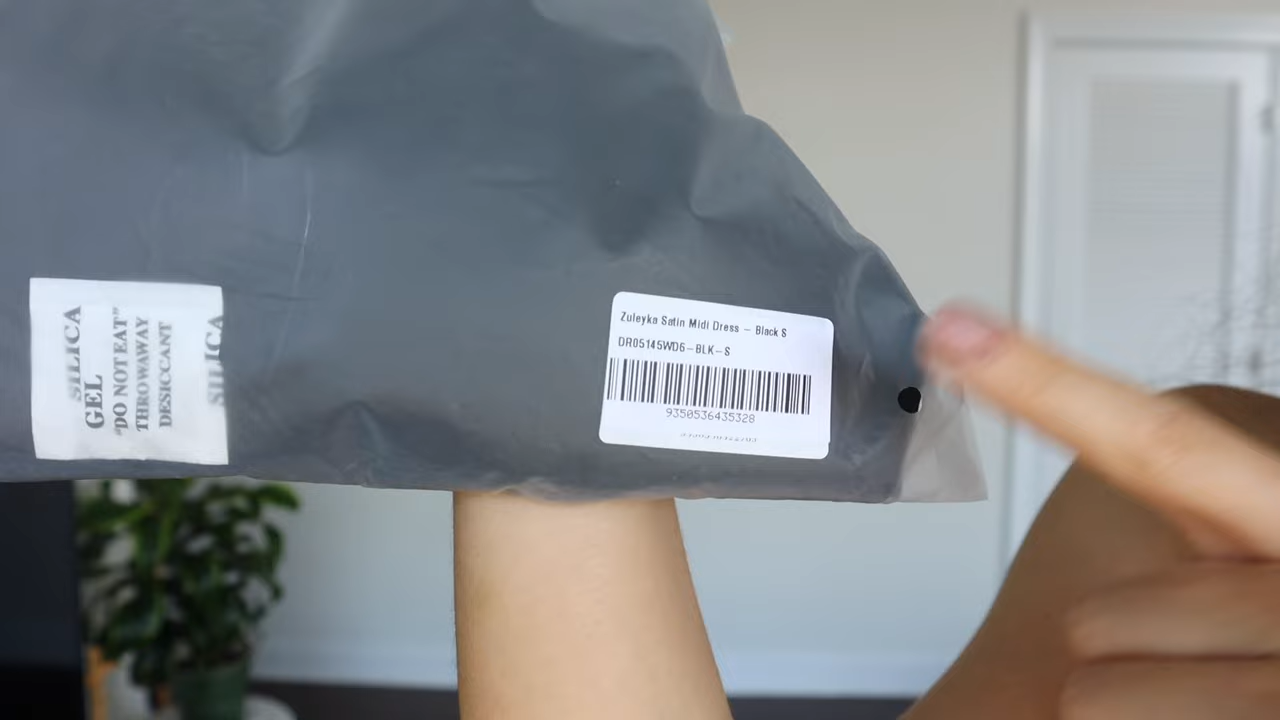 SILICA
GEL
"DO NOT EAT"
THROWAWAY
DESICCANT
SILICA
Zuleyka Satin Midi Dress – Black S
DR05145WD6–BLK–S
9350536435328